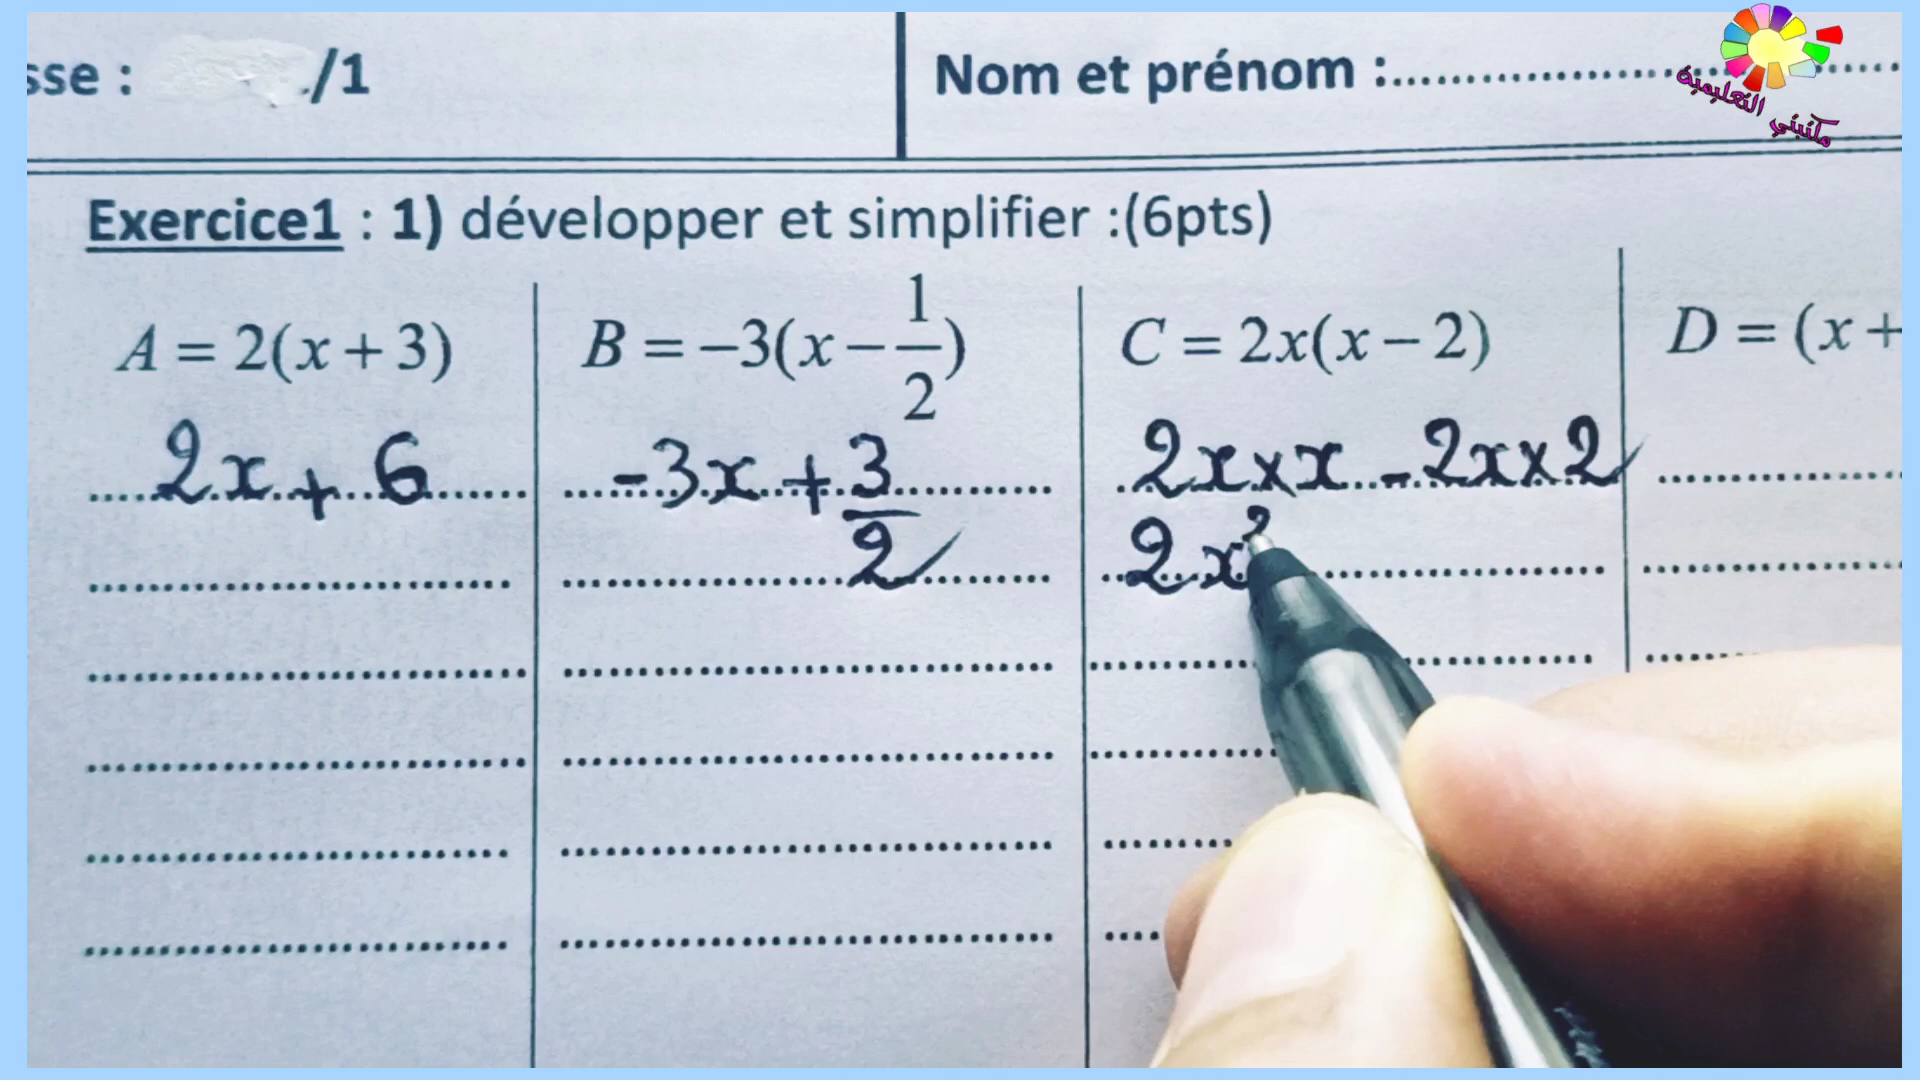 sse : /1
Nom et prénom :
مكتبتي التعليمية
Exercice1 : 1) développer et simplifier :(6pts)
A = 2(x + 3)
2x + 6
B = −3(x − 1/2)
-3x + 3/2
C = 2x(x − 2)
2x × x - 2x × 2
2x²
D = (x +